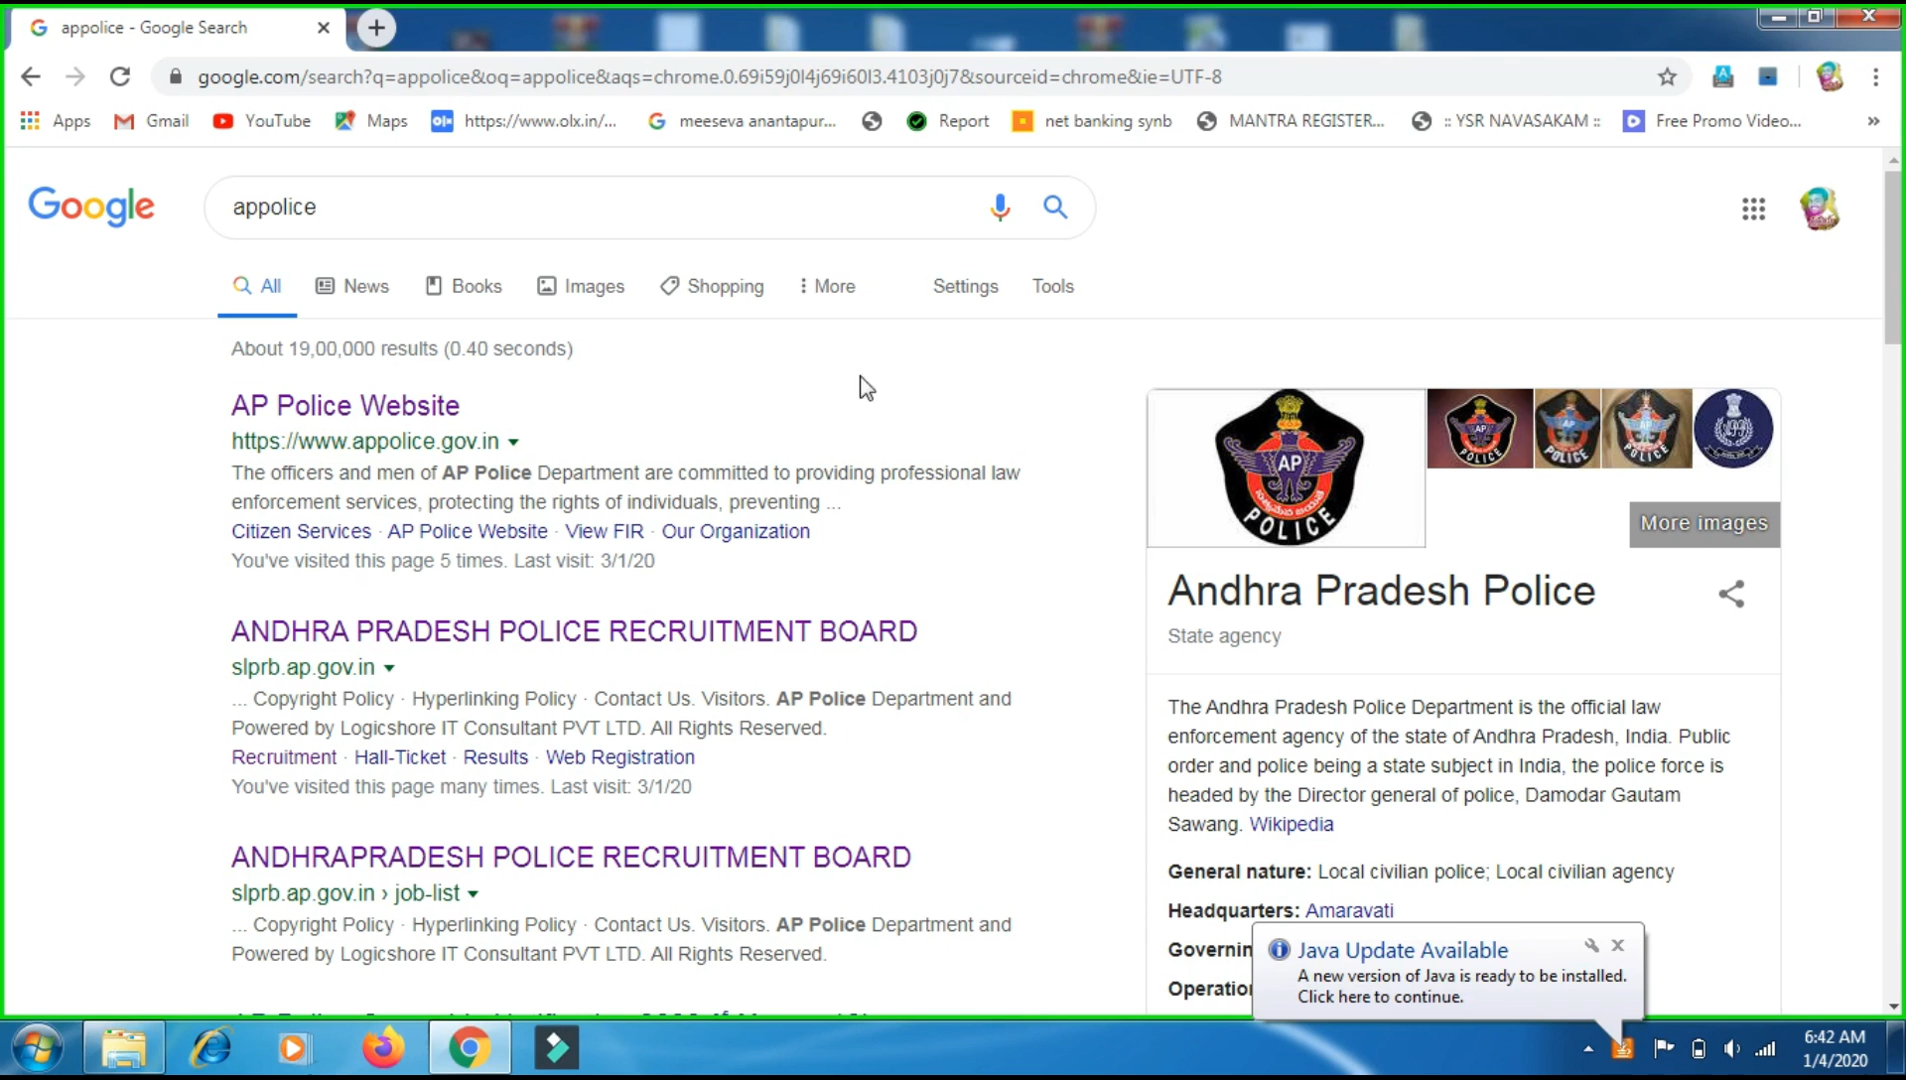 appolice - Google Search
google.com/search?q=appolice&oq=appolice&aqs=chrome.0.69i59j0l4j69i60l3.4103j0j7&sourceid=chrome&ie=UTF-8
Apps Gmail YouTube Maps https://www.olx.in/... meeseva anantapur... Report net banking synb MANTRA REGISTER... :: YSR NAVASAKAM :: Free Promo Video... »
Google appolice
All News Books Images Shopping More Settings Tools
About 19,00,000 results (0.40 seconds)
AP Police Website
https://www.appolice.gov.in
The officers and men of AP Police Department are committed to providing professional law
enforcement services, protecting the rights of individuals, preventing ...
Citizen Services · AP Police Website · View FIR · Our Organization
You've visited this page 5 times. Last visit: 3/1/20
ANDHRA PRADESH POLICE RECRUITMENT BOARD
slprb.ap.gov.in
... Copyright Policy · Hyperlinking Policy · Contact Us. Visitors. AP Police Department and
Powered by Logicshore IT Consultant PVT LTD. All Rights Reserved.
Recruitment · Hall-Ticket · Results · Web Registration
You've visited this page many times. Last visit: 3/1/20
ANDHRAPRADESH POLICE RECRUITMENT BOARD
slprb.ap.gov.in › job-list
... Copyright Policy · Hyperlinking Policy · Contact Us. Visitors. AP Police Department and
Powered by Logicshore IT Consultant PVT LTD. All Rights Reserved.
AP
POLICE
AP
POLICE
POLICE
POLICE
More images
Andhra Pradesh Police
State agency
The Andhra Pradesh Police Department is the official law
enforcement agency of the state of Andhra Pradesh, India. Public
order and police being a state subject in India, the police force is
headed by the Director general of police, Damodar Gautam
Sawang. Wikipedia
General nature: Local civilian police; Local civilian agency
Headquarters: Amaravati
Governin
Operation
Java Update Available
A new version of Java is ready to be installed.
Click here to continue.
6:42 AM
1/4/2020